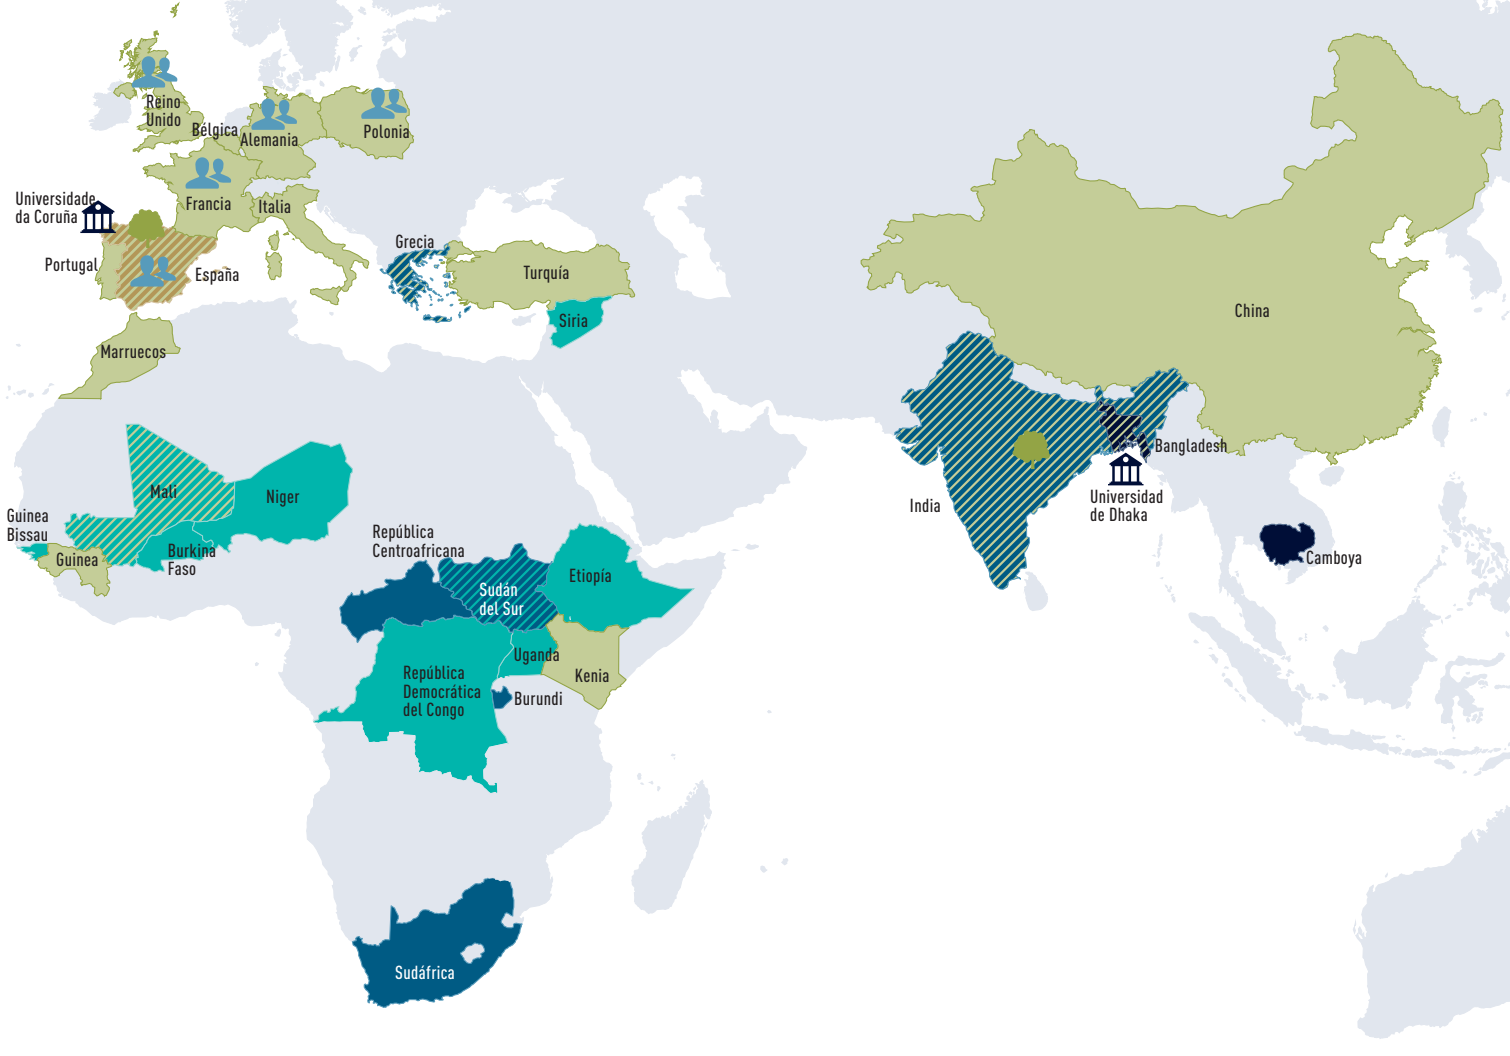 Reino
Unido
Bélgica
Alemania
Polonia
Universidade
da Coruña
Francia
Italia
Portugal
España
Grecia
Turquía
Siria
China
Marruecos
Mali
Niger
Guinea
Bissau
Guinea
Burkina
Faso
República
Centroafricana
Sudán
del Sur
Etiopía
Uganda
Kenia
República
Democrática
del Congo
Burundi
Sudáfrica
India
Bangladesh
Universidad
de Dhaka
Camboya